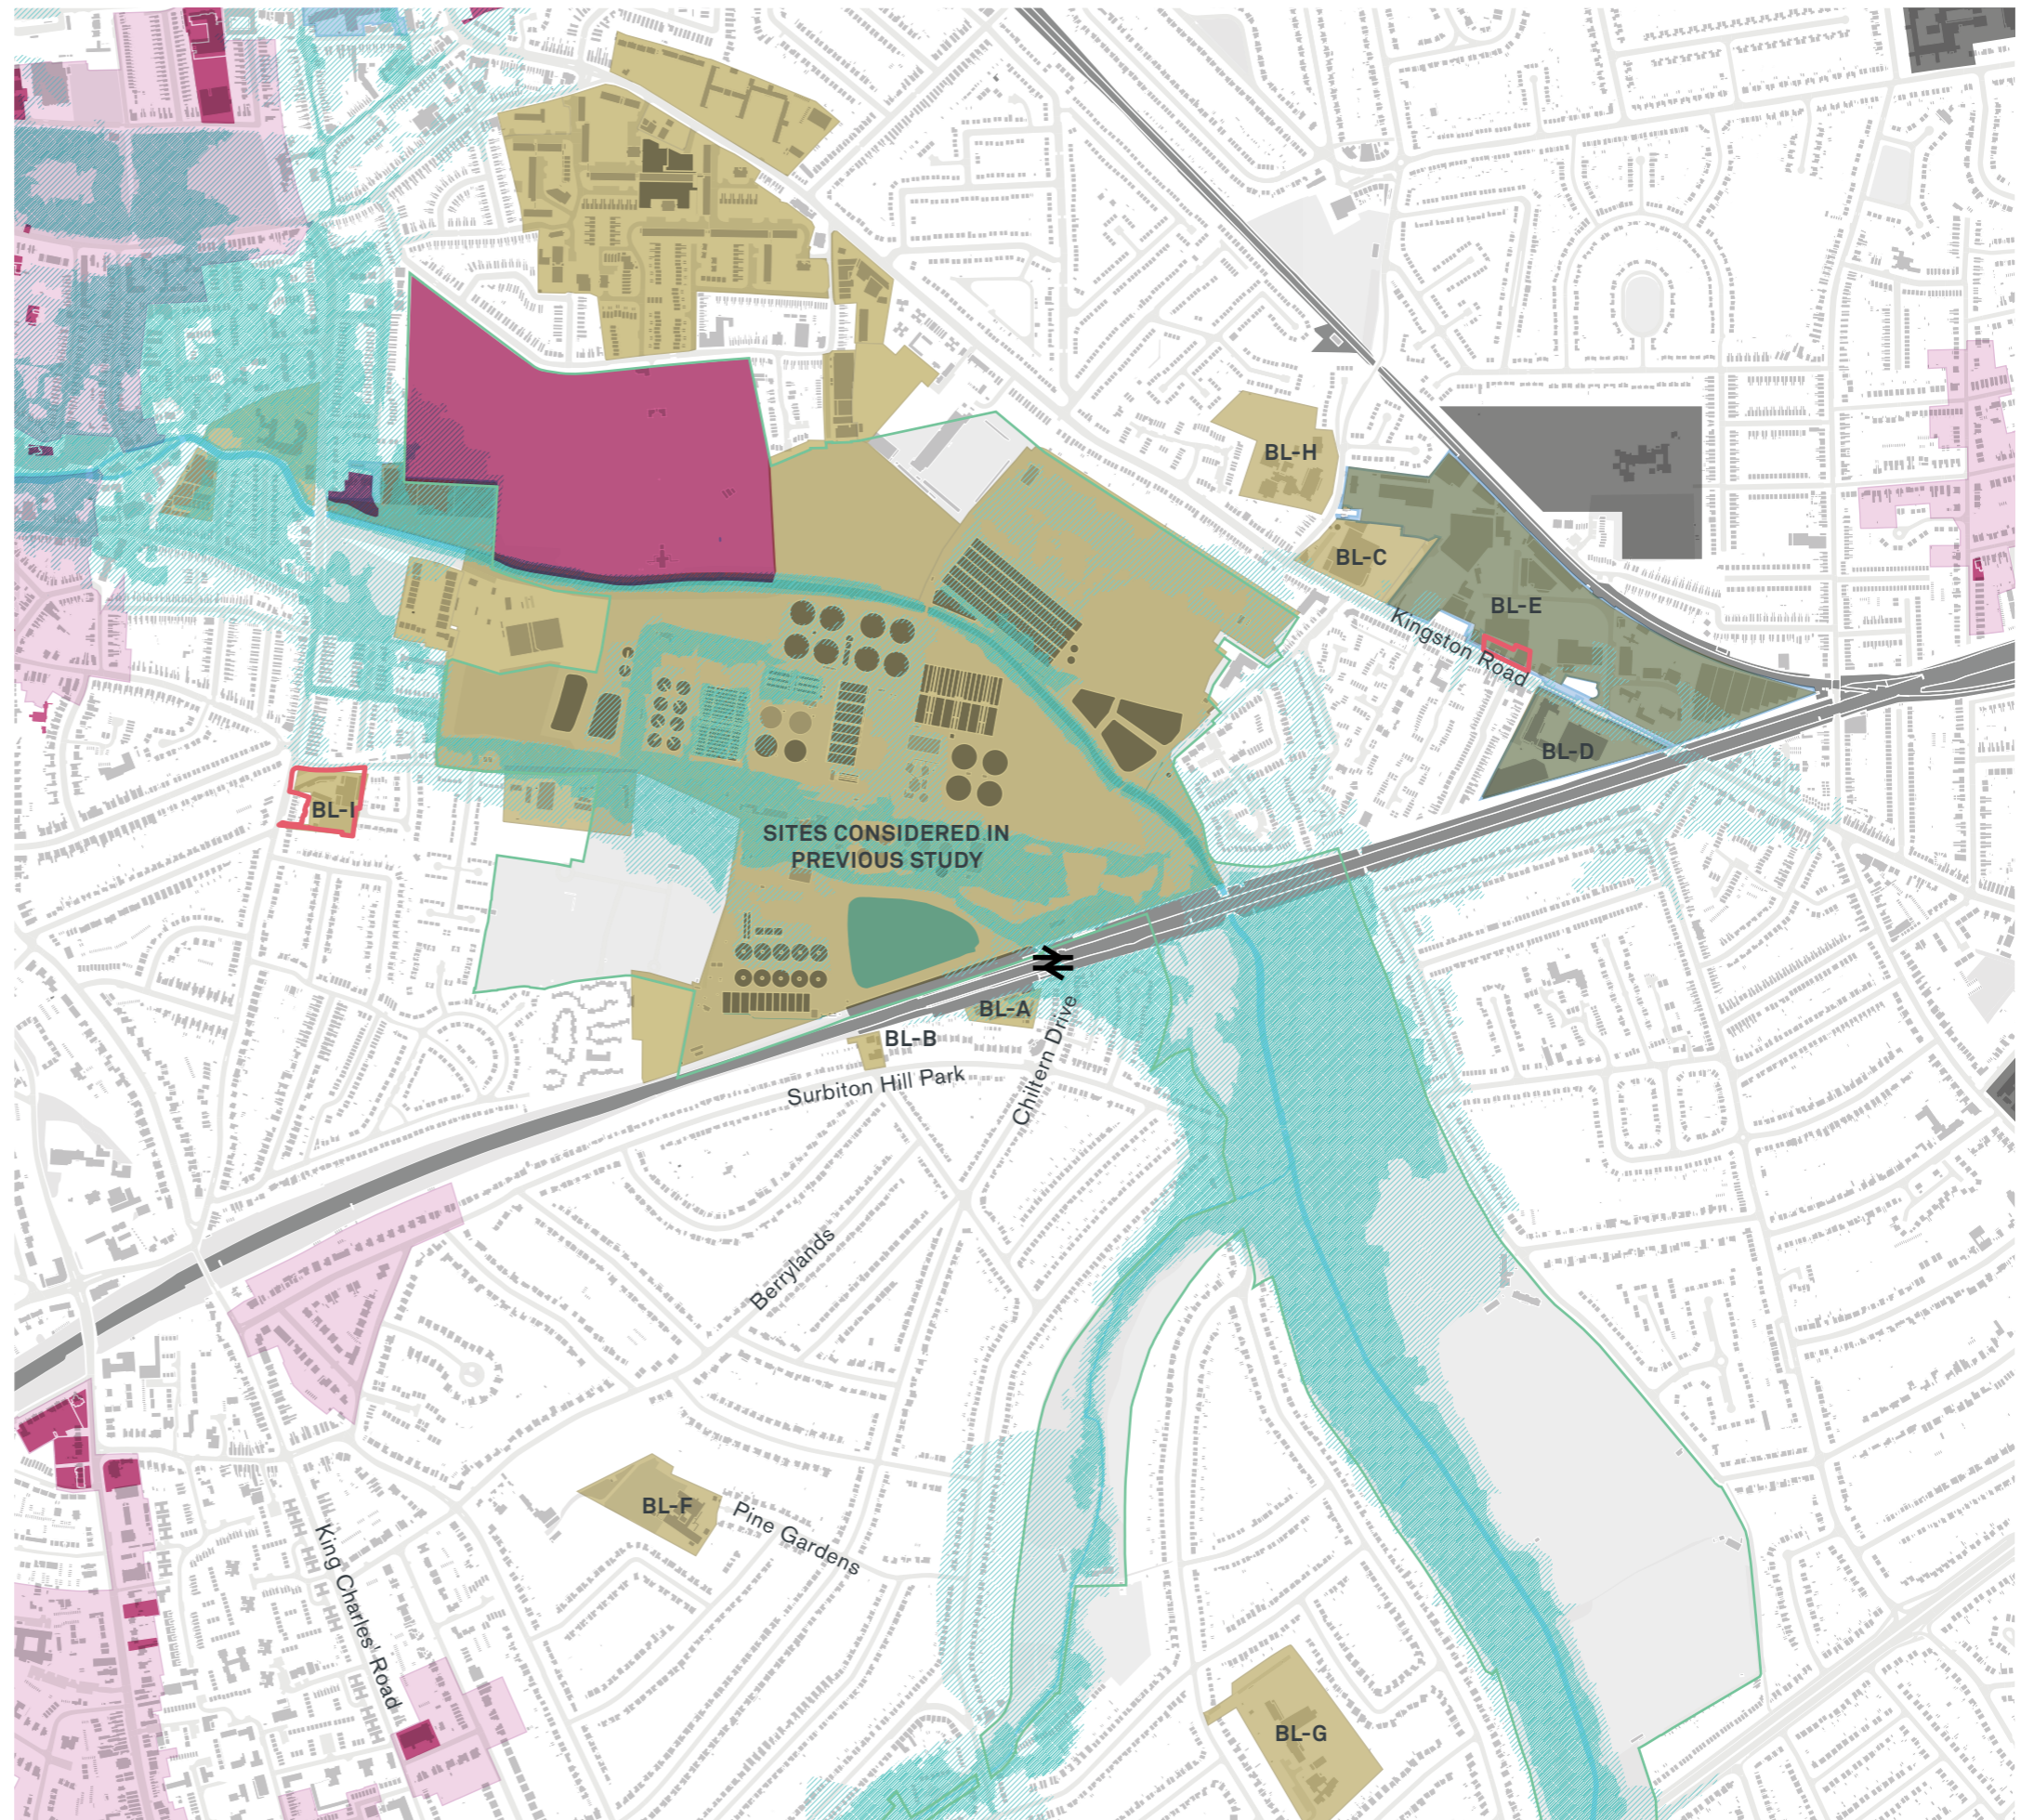 BL-H
BL-C
BL-E
Kingston Road
BL-D
BL-I
SITES CONSIDERED IN
PREVIOUS STUDY
BL-A
BL-B
Chiltern Drive
Surbiton Hill Park
Berrylands
BL-F
Pine Gardens
King Charles' Road
BL-G